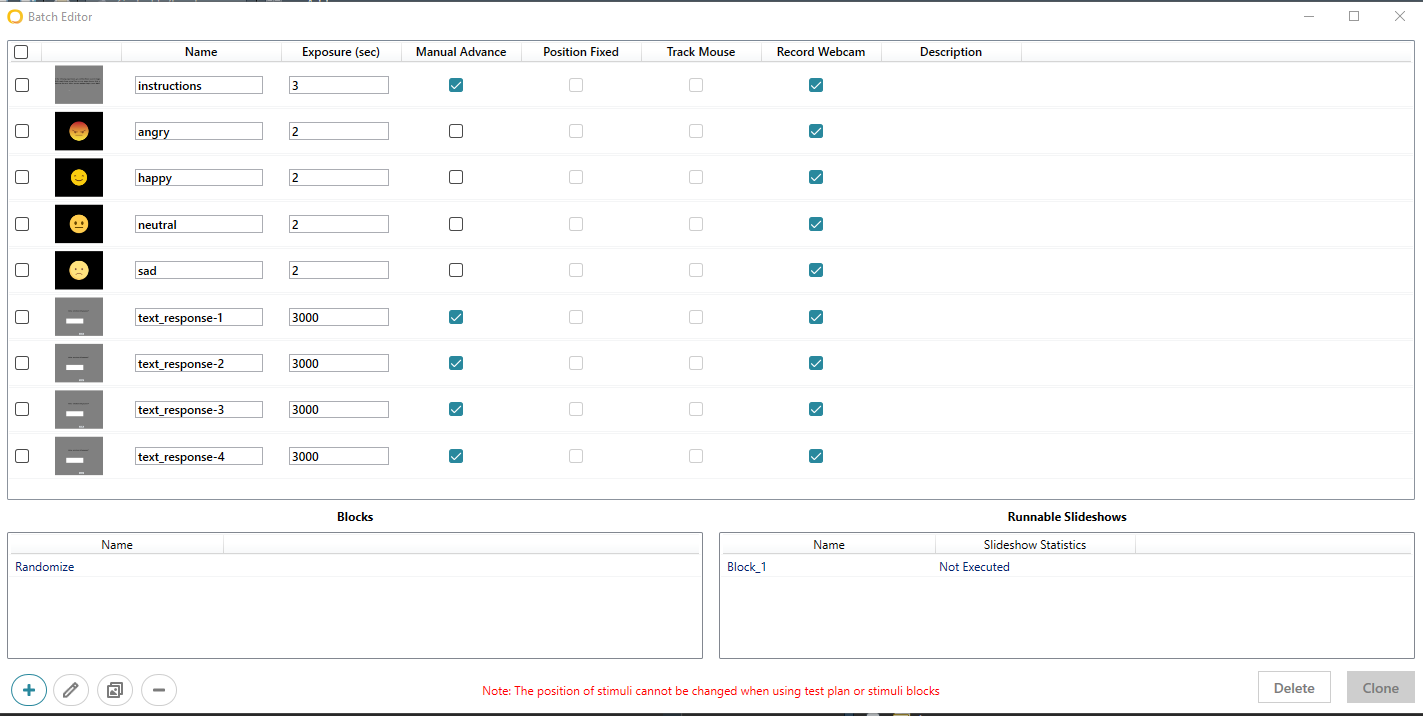 Batch Editor
Name Exposure (sec) Manual Advance Position Fixed Track Mouse Record Webcam Description
instructions 3
angry 2
happy 2
neutral 2
sad 2
text_response-1 3000
text_response-2 3000
text_response-3 3000
text_response-4 3000
Blocks
Name
Randomize
Runnable Slideshows
Name Slideshow Statistics
Block_1 Not Executed
Note: The position of stimuli cannot be changed when using test plan or stimuli blocks
Delete Clone